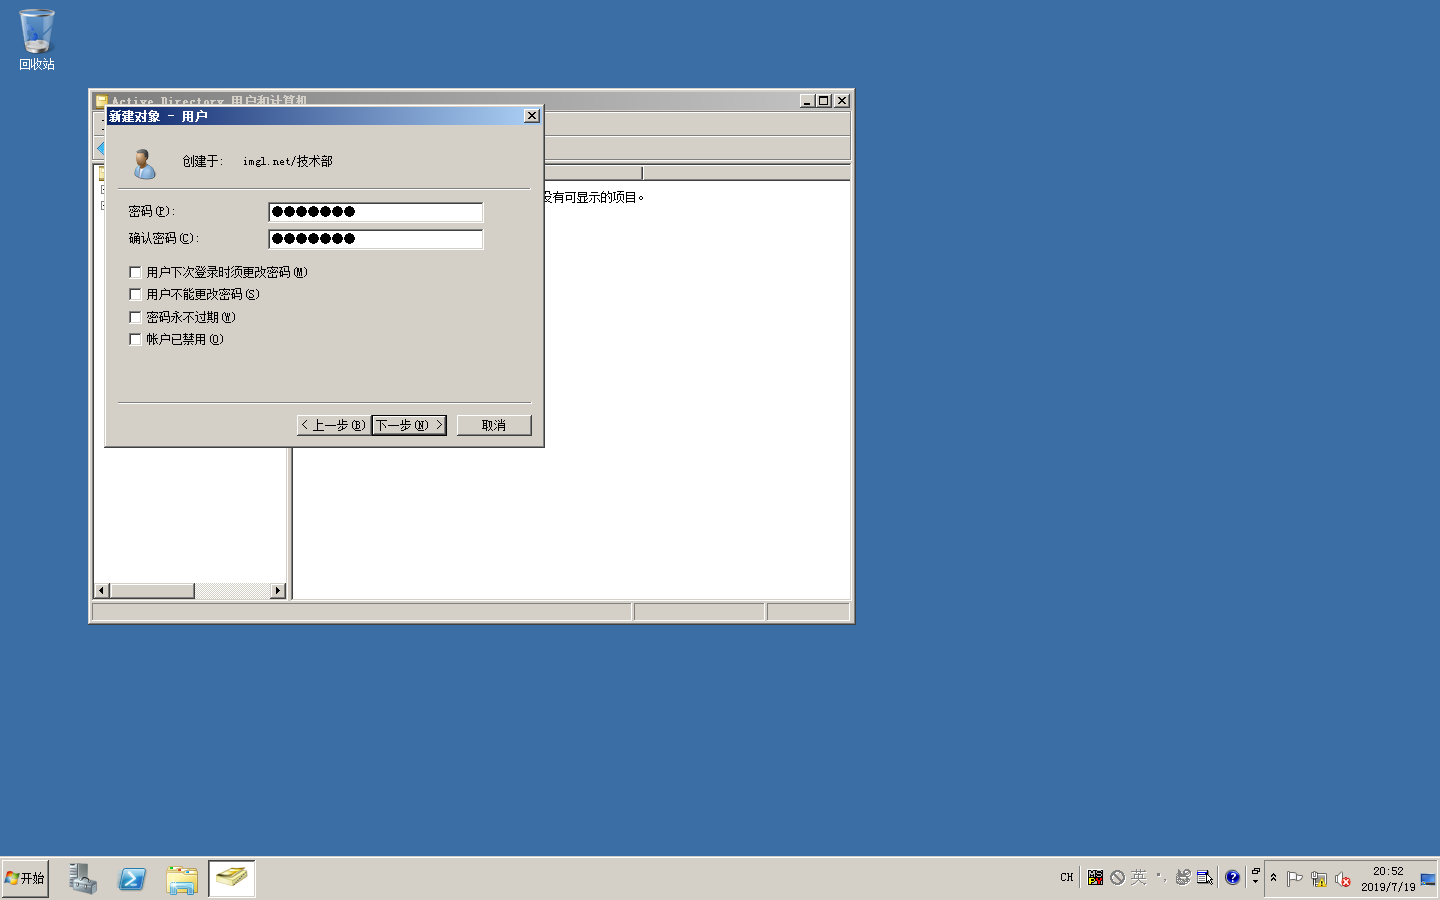 回收站
Active Directory 用户和计算机
新建对象 - 用户
创建于: imgl.net/技术部
没有可显示的项目。
密码(P):
确认密码(C):
用户下次登录时须更改密码(M)
用户不能更改密码(S)
密码永不过期(W)
帐户已禁用(O)
< 上一步(B)
下一步(N) >
取消
开始
CH
英
20:52
2019/7/19